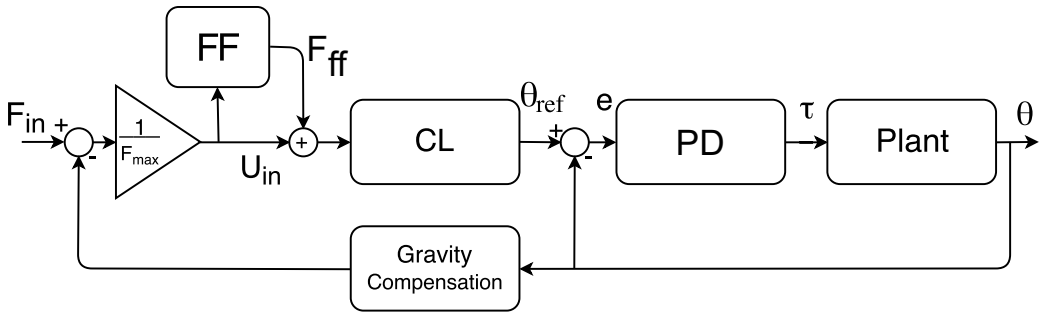 FF
F_ff
F_in
+
-
1
F_max
U_in
+
CL
θ_ref
+
-
e
PD
τ
Plant
θ
Gravity
Compensation